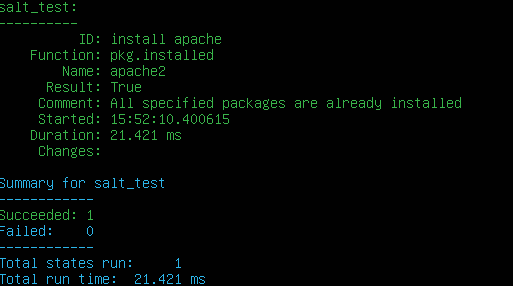 salt_test:
----------
          ID: install apache
    Function: pkg.installed
        Name: apache2
      Result: True
     Comment: All specified packages are already installed
     Started: 15:52:10.400615
    Duration: 21.421 ms
     Changes:
Summary for salt_test
------------
Succeeded: 1
Failed:    0
------------
Total states run:     1
Total run time:  21.421 ms